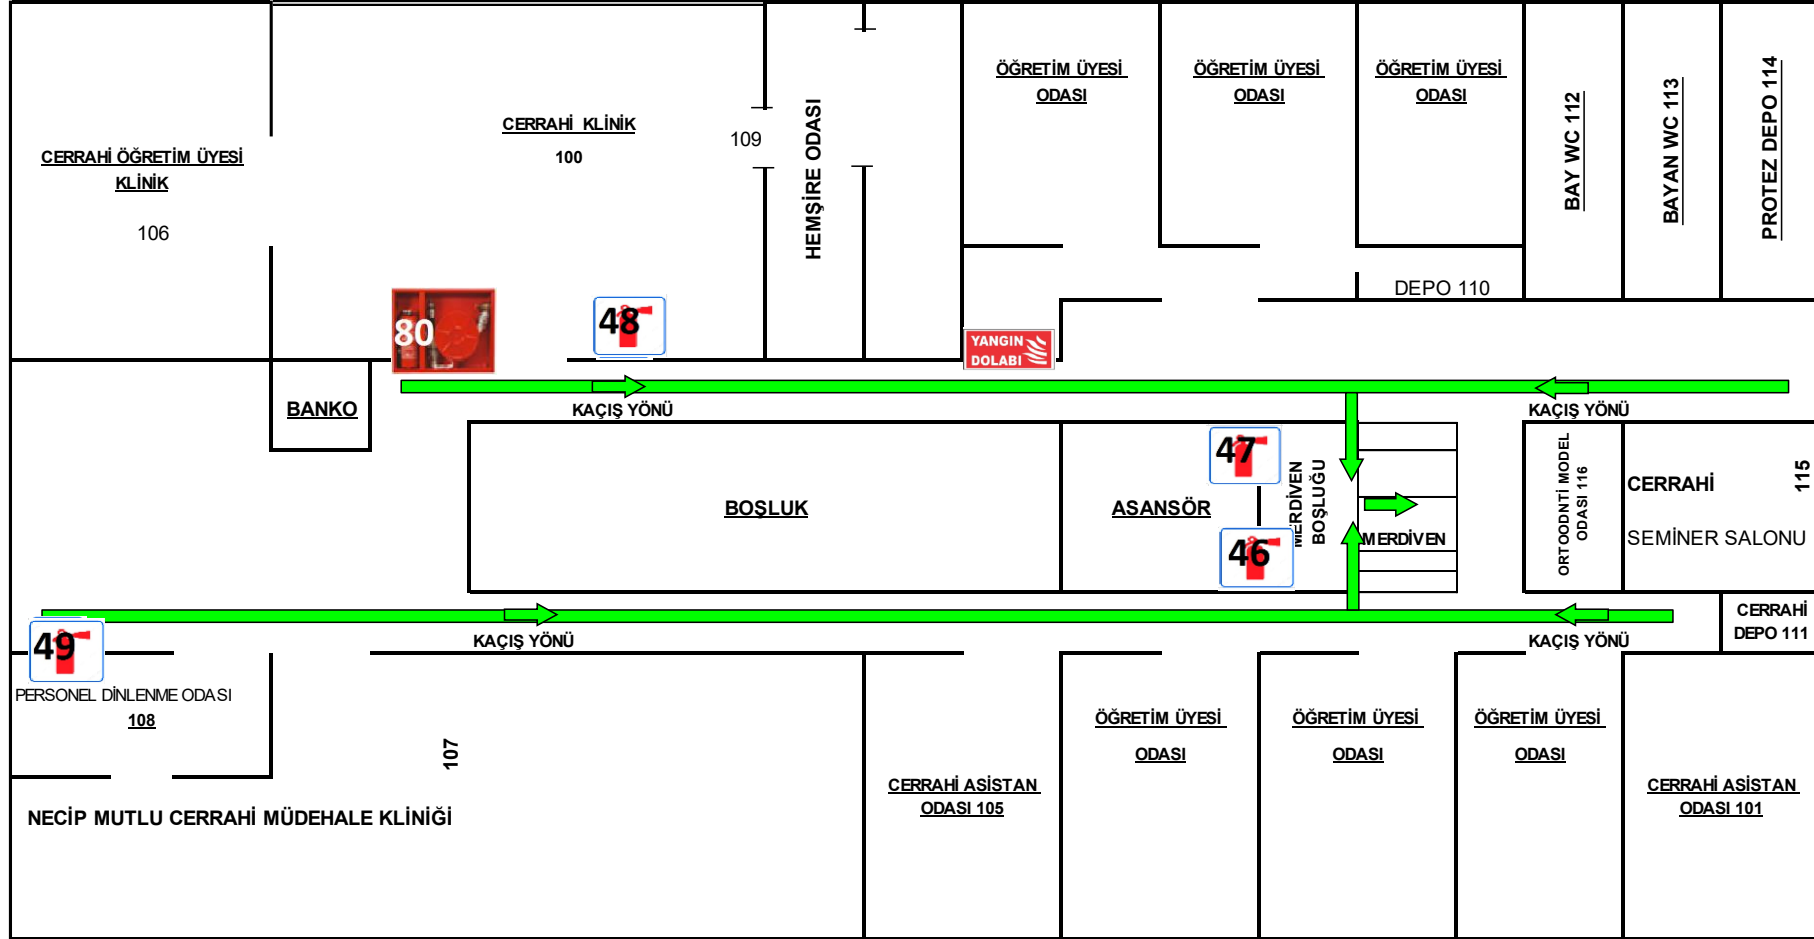 CERRAHİ ÖĞRETİM ÜYESİ
KLİNİK
106
CERRAHİ KLİNİK
100
109
HEMŞİRE ODASI
ÖĞRETİM ÜYESİ
ODASI
ÖĞRETİM ÜYESİ
ODASI
ÖĞRETİM ÜYESİ
ODASI
BAY WC 112
BAYAN WC 113
PROTEZ DEPO 114
DEPO 110
80
48
YANGIN
DOLABI
BANKO
KAÇIŞ YÖNÜ
KAÇIŞ YÖNÜ
BOŞLUK
ASANSÖR
47
46
MERDİVEN
BOŞLUĞU
MERDİVEN
ORTOODNTİ MODEL
ODASI 116
CERRAHİ
115
SEMİNER SALONU
KAÇIŞ YÖNÜ
KAÇIŞ YÖNÜ
CERRAHİ
DEPO 111
49
PERSONEL DİNLENME ODASI
108
107
NECİP MUTLU CERRAHİ MÜDEHALE KLİNİĞİ
CERRAHİ ASİSTAN
ODASI 105
ÖĞRETİM ÜYESİ
ODASI
ÖĞRETİM ÜYESİ
ODASI
ÖĞRETİM ÜYESİ
ODASI
CERRAHİ ASİSTAN
ODASI 101